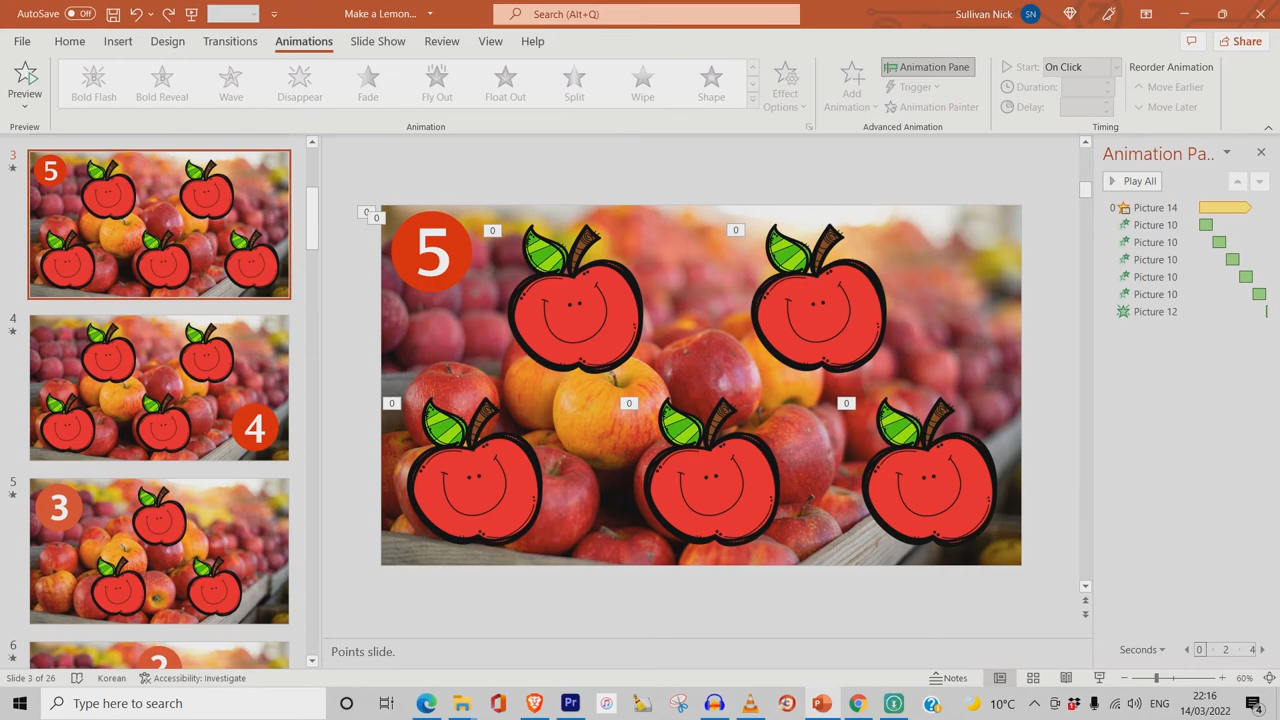 AutoSave Off Make a Lemon... Search (Alt+Q) Sullivan Nick SN
File Home Insert Design Transitions Animations Slide Show Review View Help Share
Preview Bold Flash Bold Reveal Wave Disappear Fade Fly Out Float Out Split Wipe Shape Effect Options Add Animation Animation Pane Trigger Animation Painter Start: On Click Duration: Delay: Reorder Animation Move Earlier Move Later
Preview Animation Advanced Animation Timing
3
5
4
4
5
3
6
2
0
0
5
0
0
0
0
0
Animation Pa..
Play All
0 Picture 14
Picture 10
Picture 10
Picture 10
Picture 10
Picture 10
Picture 12
Seconds 0 2 4
Points slide.
Slide 3 of 26 Korean Accessibility: Investigate Notes 60%
Type here to search 10°C 22:16
14/03/2022 4